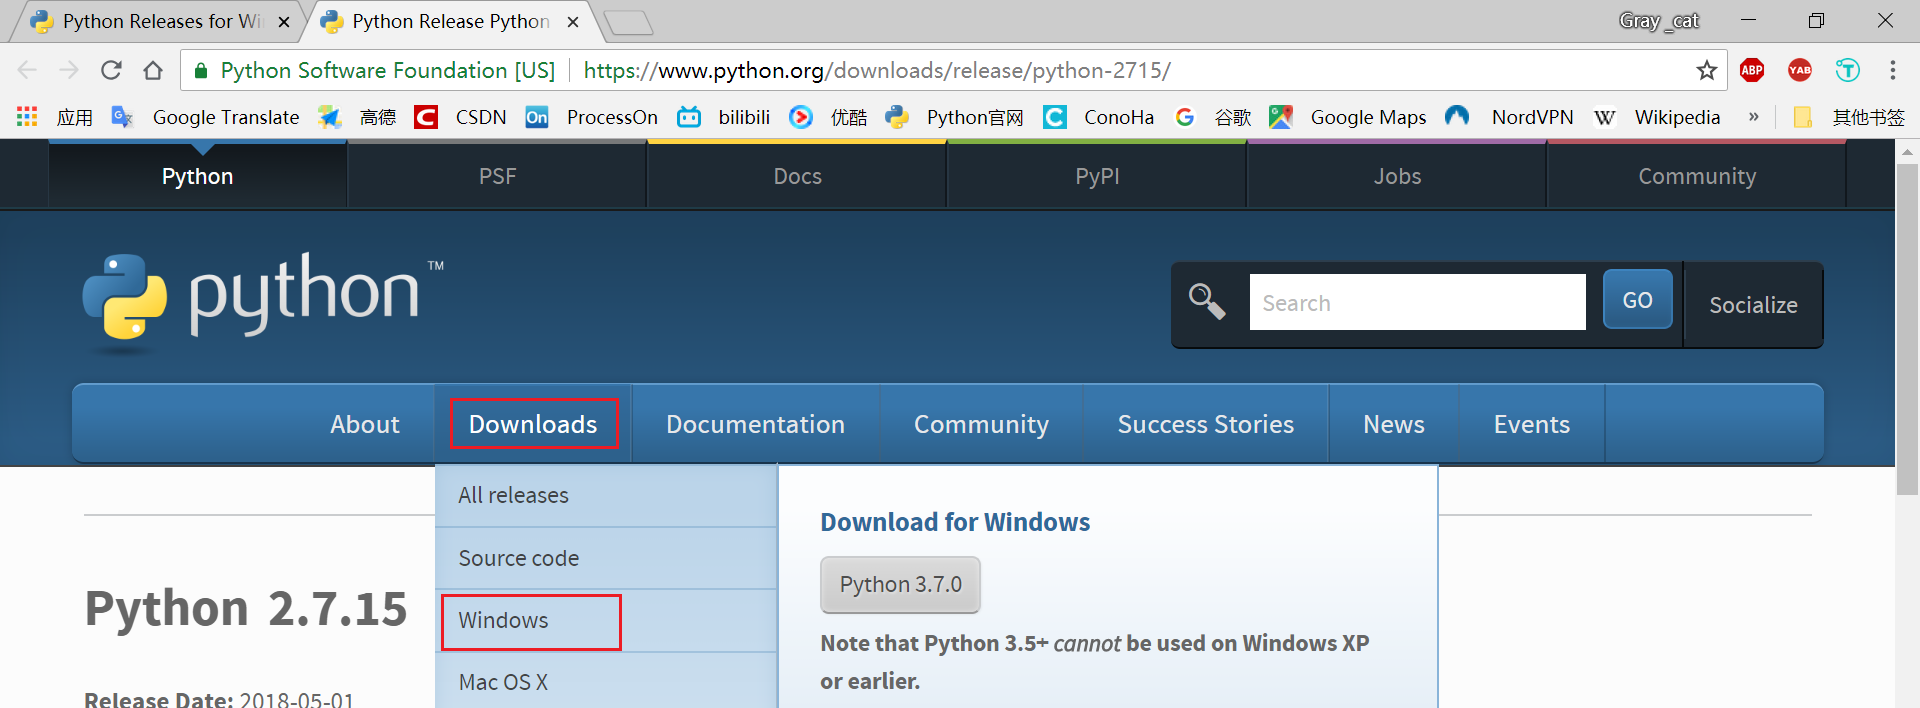 Python Releases for Wi
Python Release Python
Gray_cat
Python Software Foundation [US]
https://www.python.org/downloads/release/python-2715/
ABP
YAB
应用
Google Translate
高德
CSDN
On
ProcessOn
bilibili
优酷
Python官网
ConoHa
谷歌
Google Maps
NordVPN
W
Wikipedia
»
其他书签
Python
PSF
Docs
PyPI
Jobs
Community
python™
Search
GO
Socialize
About
Downloads
Documentation
Community
Success Stories
News
Events
All releases
Source code
Windows
Mac OS X
Download for Windows
Python 3.7.0
Note that Python 3.5+ cannot be used on Windows XP
or earlier.
Python 2.7.15
Release Date: 2018-05-01